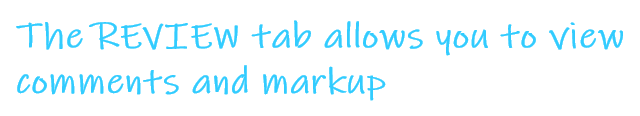 The REVIEW tab allows you to view
comments and markup